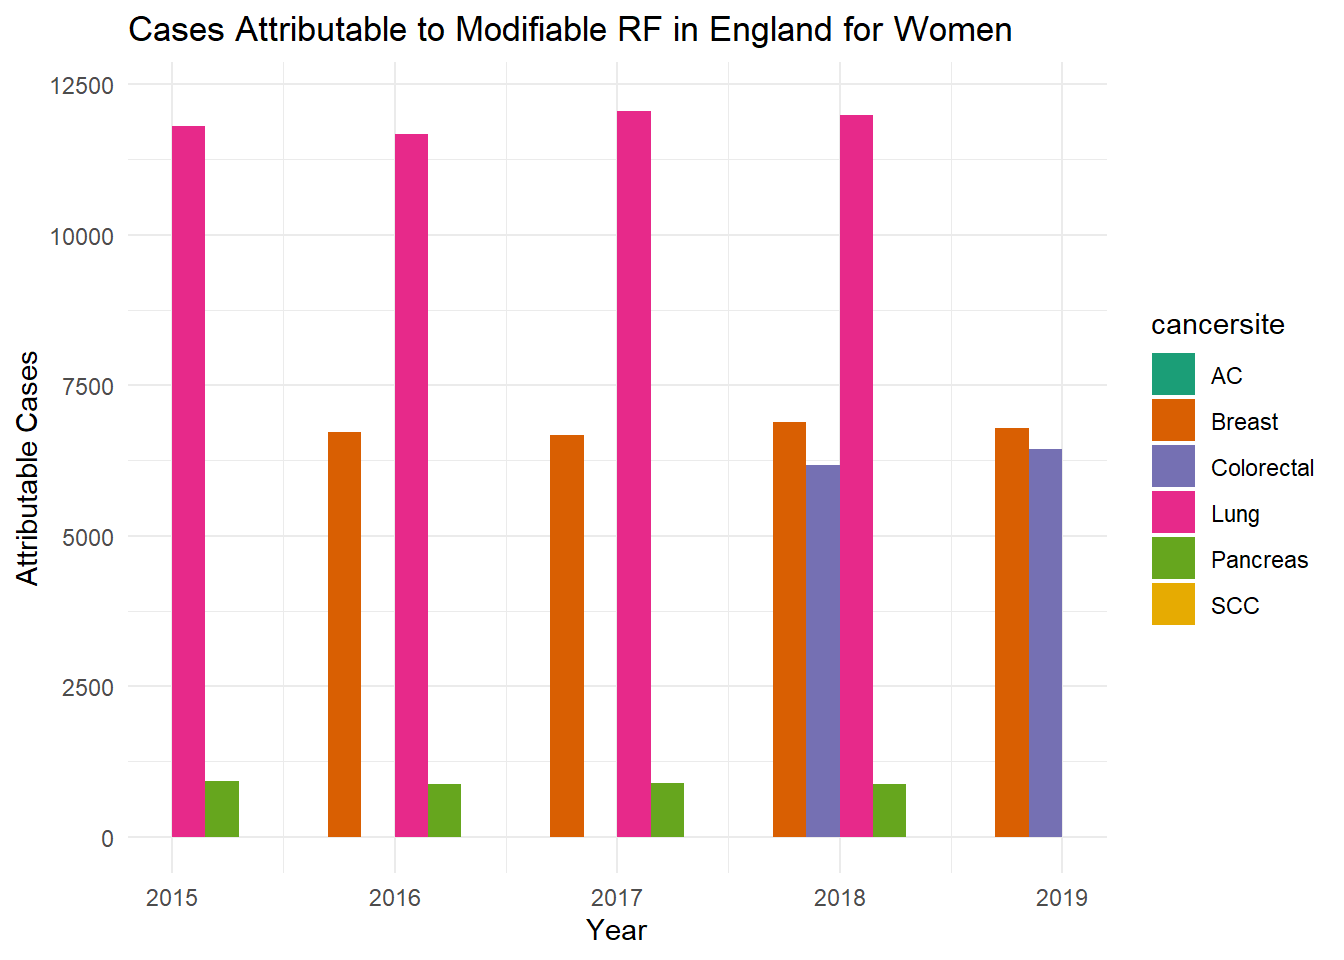 Cases Attributable to Modifiable RF in England for Women
12500
10000
7500
5000
2500
0
Attributable Cases
2015 2016 2017 2018 2019
Year
cancersite
AC
Breast
Colorectal
Lung
Pancreas
SCC